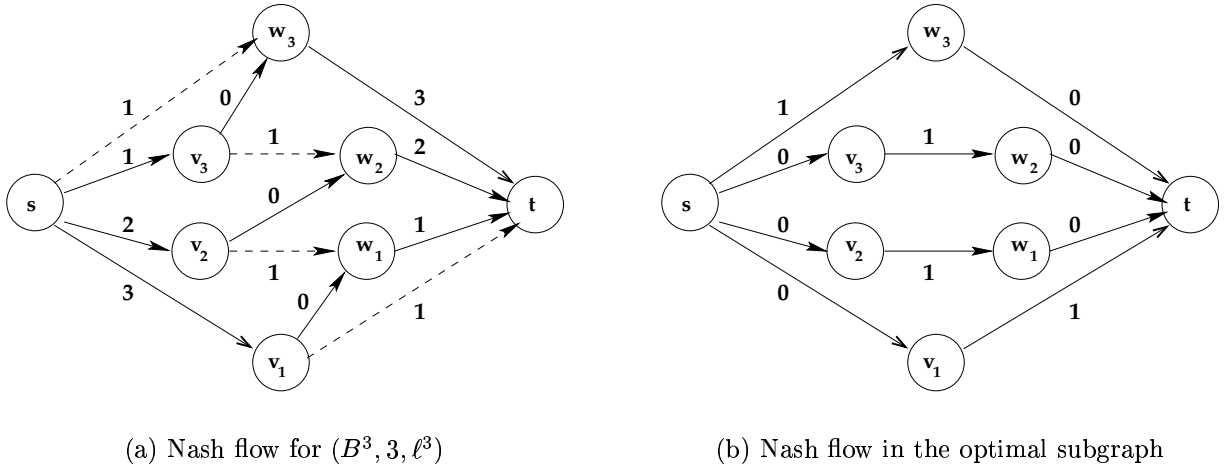 w3 w3
1 0 3 1 0
1 v3 1 w2 2 0 v3 1 w2 0
s 0 t s t
2 v2 1 w1 1 0 v2 1 w1 0
3 0 1 0 1
v1 v1
(a) Nash flow for (B³, 3, ℓ³) (b) Nash flow in the optimal subgraph